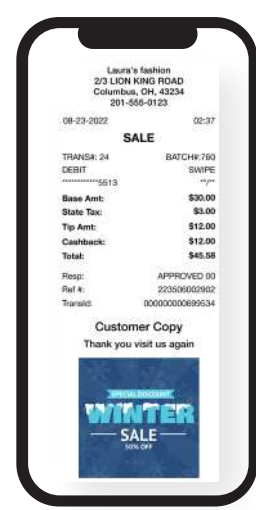 Laura's fashion
2/3 LION KING ROAD
Columbus, OH, 43234
201-555-0123
08-23-2022 02:37
SALE
TRANS#: 24 BATCH#:760
DEBIT SWIPE
************5513 **/**
Base Amt: $30.00
State Tax: $3.00
Tip Amt: $12.00
Cashback: $12.00
Total: $45.58
Resp: APPROVED 00
Ref #: 223506002902
TransId: 000000000699534
Customer Copy
Thank you visit us again
SPECIAL DISCOUNT
WINTER
SALE
50% OFF